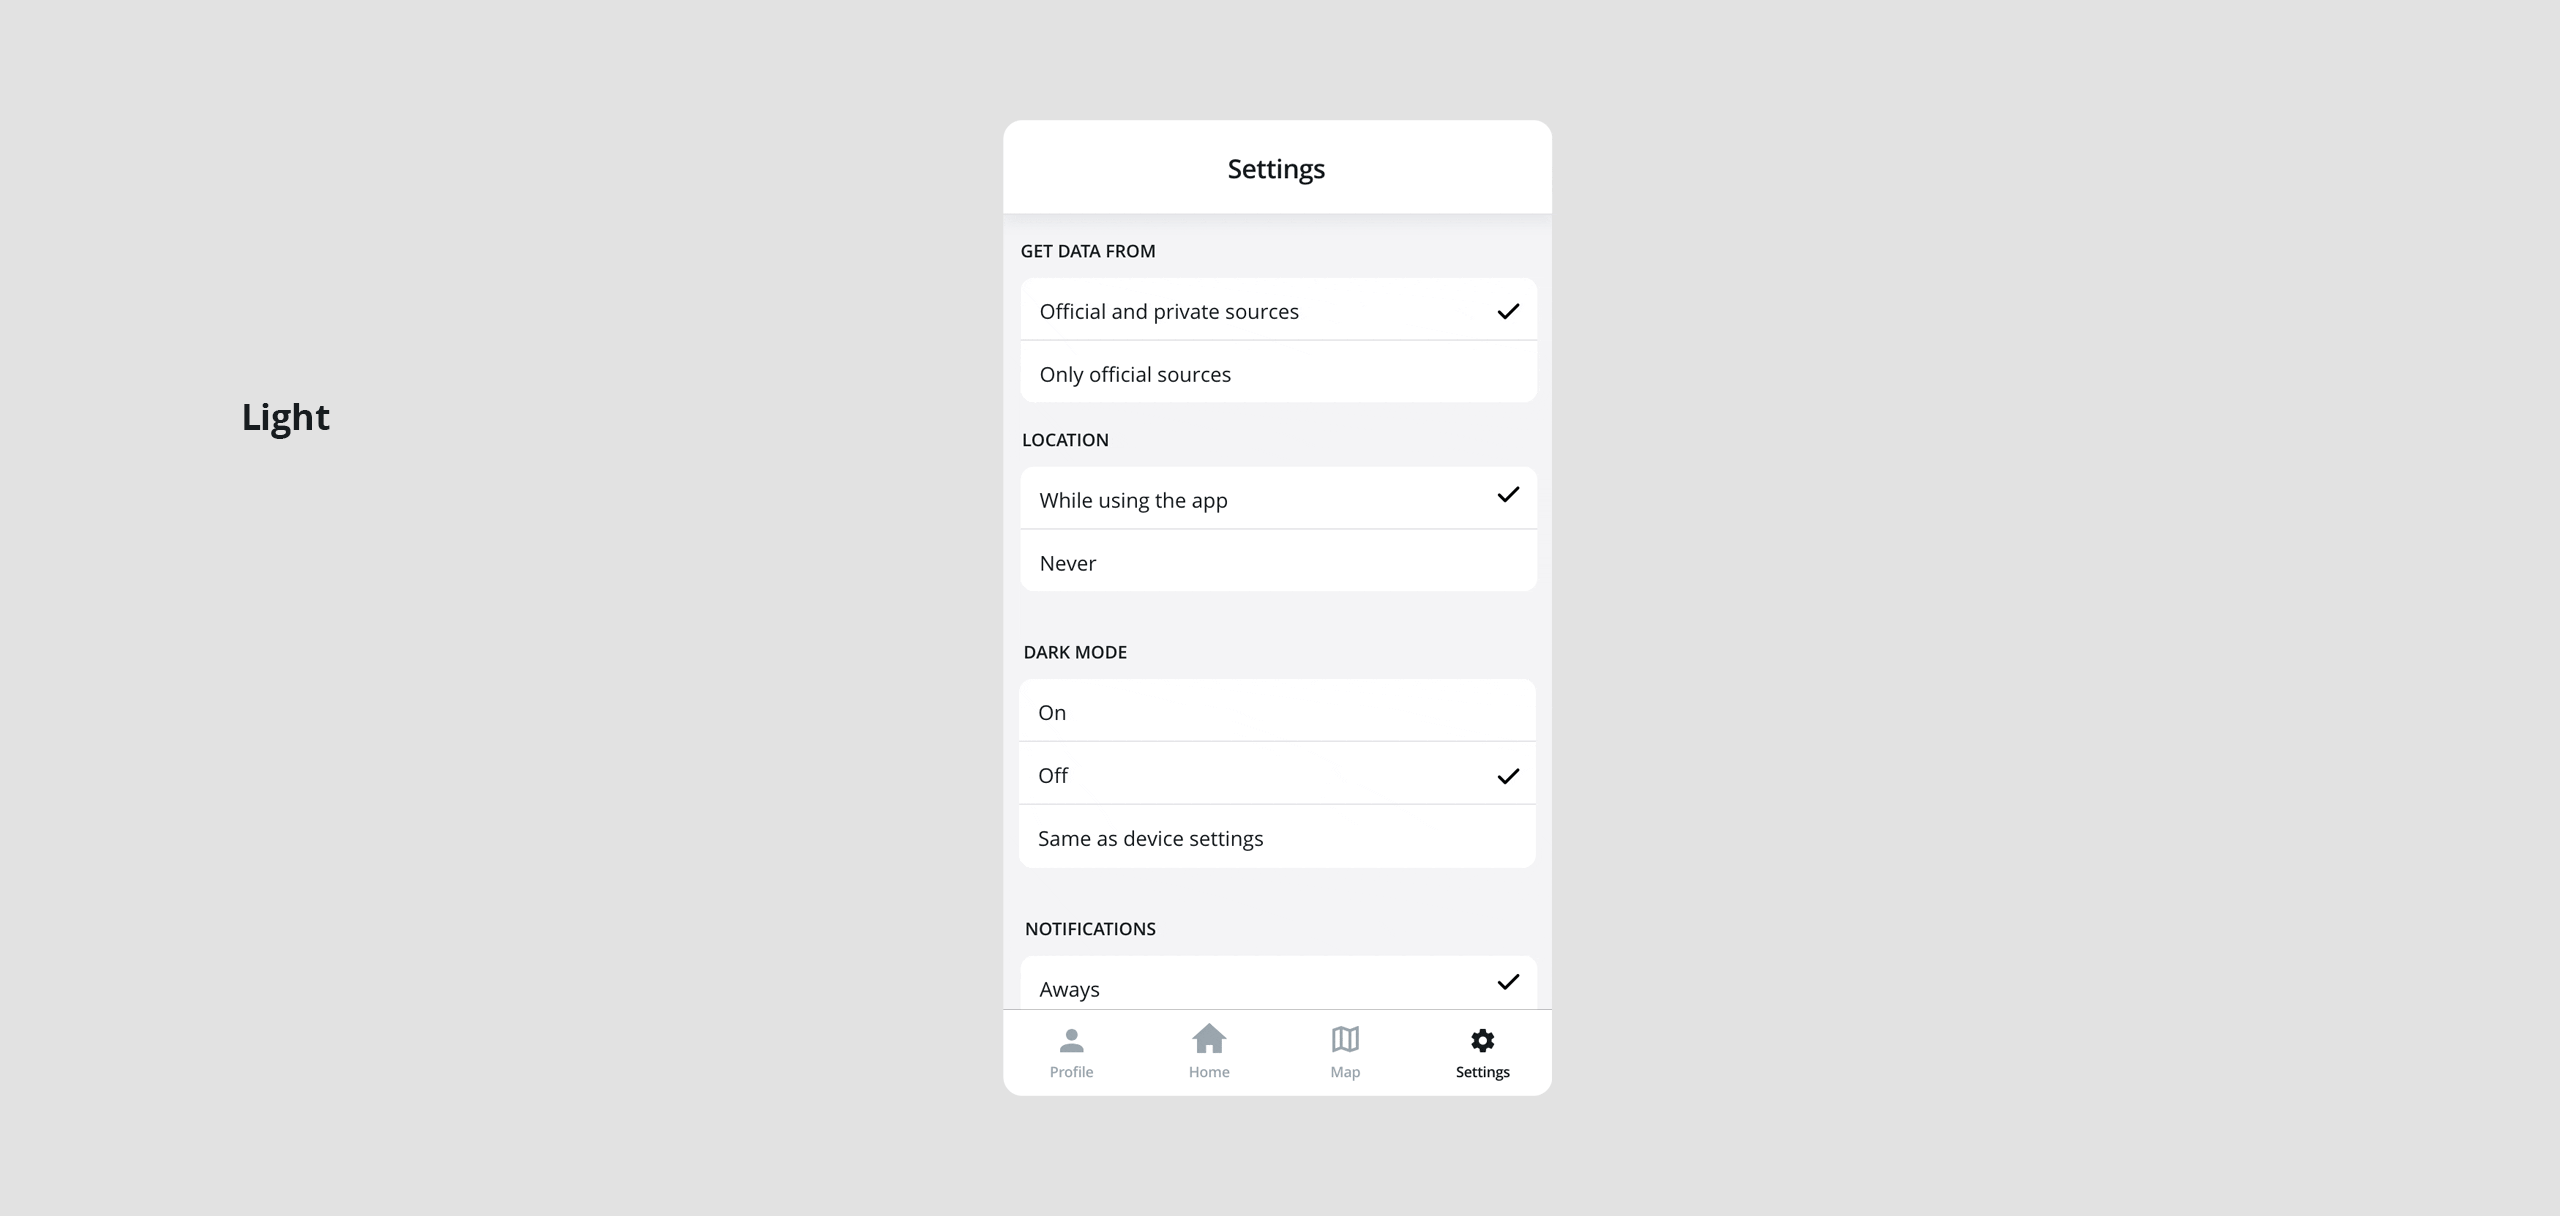 Light
Settings
GET DATA FROM
Official and private sources
Only official sources
LOCATION
While using the app
Never
DARK MODE
On
Off
Same as device settings
NOTIFICATIONS
Aways
Profile
Home
Map
Settings